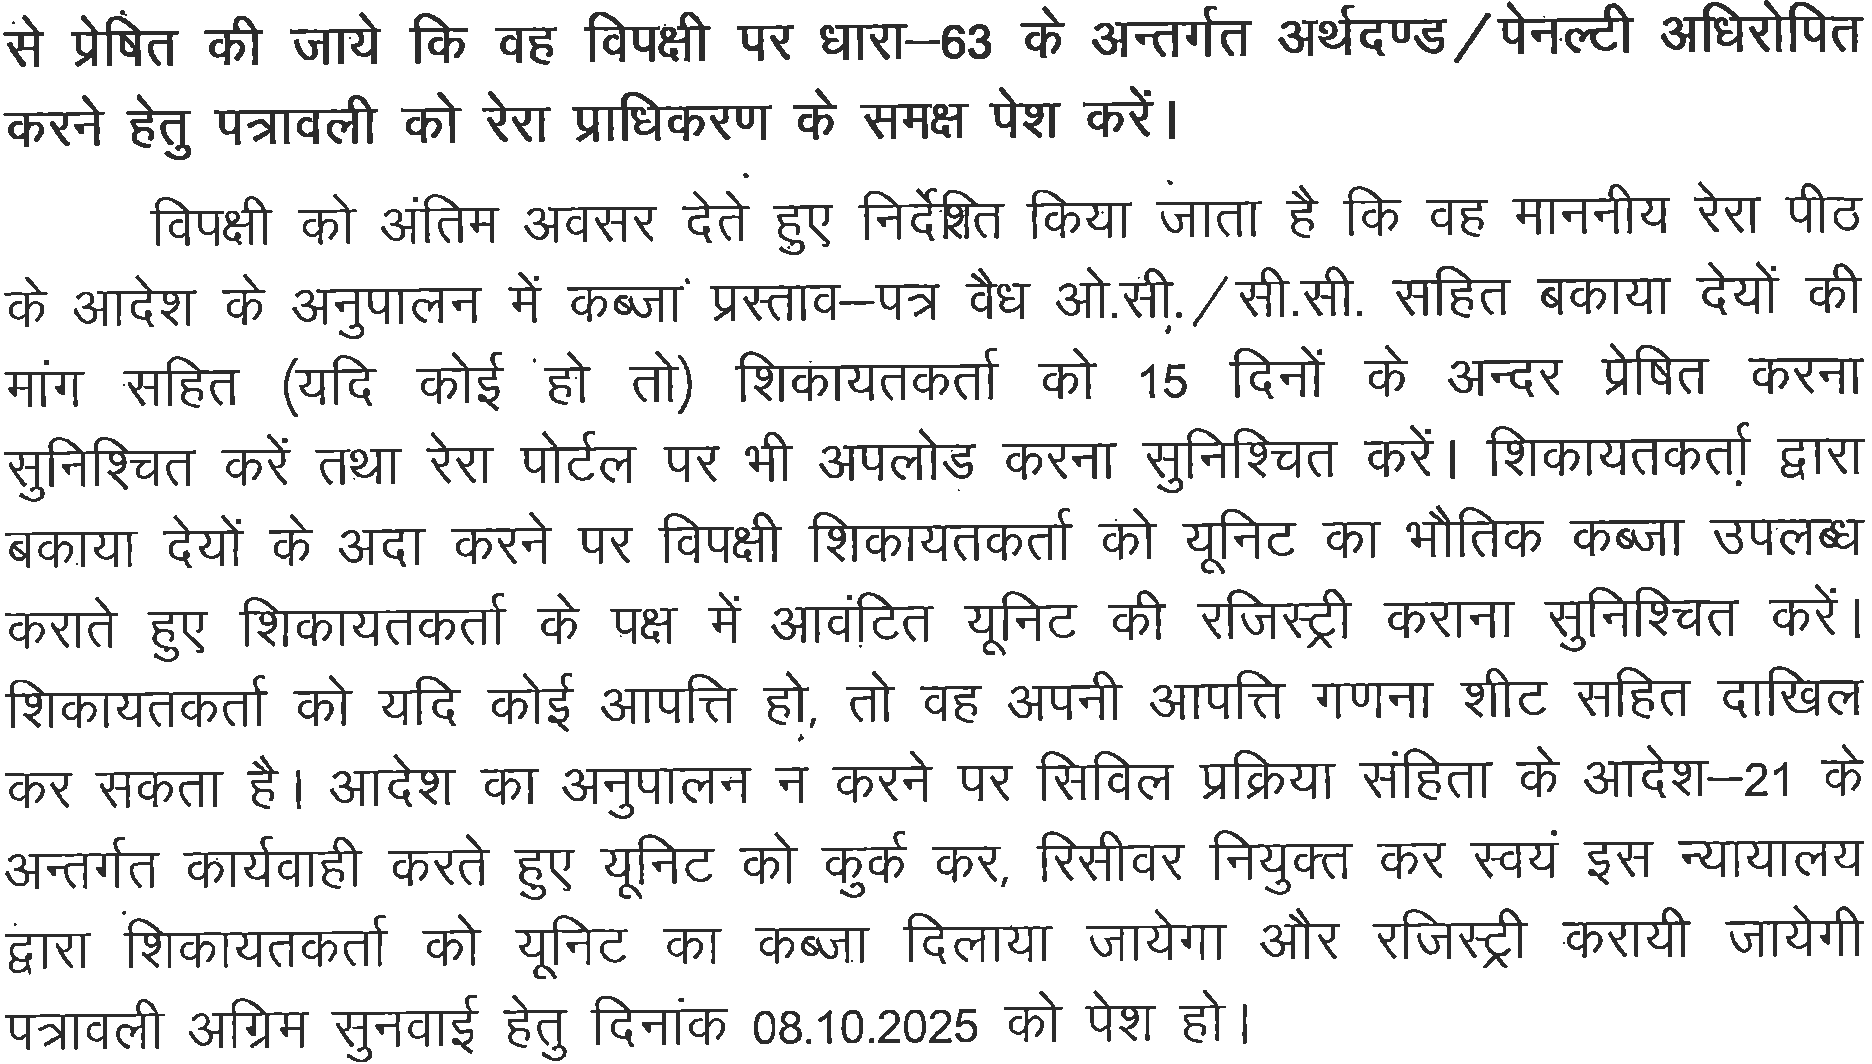 से प्रेषित की जाये कि वह विपक्षी पर धारा–63 के अन्तर्गत अर्थदण्ड/पेनल्टी अधिरोपित
करने हेतु पत्रावली को रेरा प्राधिकरण के समक्ष पेश करें।
विपक्षी को अंतिम अवसर देते हुए निर्देशित किया जाता है कि वह माननीय रेरा पीठ
के आदेश के अनुपालन में कब्जा प्रस्ताव–पत्र वैध ओ.सी./सी.सी. सहित बकाया देयों की
मांग सहित (यदि कोई हो तो) शिकायतकर्ता को 15 दिनों के अन्दर प्रेषित करना
सुनिश्चित करें तथा रेरा पोर्टल पर भी अपलोड करना सुनिश्चित करें। शिकायतकर्ता द्वारा
बकाया देयों के अदा करने पर विपक्षी शिकायतकर्ता को यूनिट का भौतिक कब्जा उपलब्ध
कराते हुए शिकायतकर्ता के पक्ष में आवंटित यूनिट की रजिस्ट्री कराना सुनिश्चित करें।
शिकायतकर्ता को यदि कोई आपत्ति हो, तो वह अपनी आपत्ति गणना शीट सहित दाखिल
कर सकता है। आदेश का अनुपालन न करने पर सिविल प्रक्रिया संहिता के आदेश–21 के
अन्तर्गत कार्यवाही करते हुए यूनिट को कुर्क कर, रिसीवर नियुक्त कर स्वयं इस न्यायालय
द्वारा शिकायतकर्ता को यूनिट का कब्जा दिलाया जायेगा और रजिस्ट्री करायी जायेगी
पत्रावली अग्रिम सुनवाई हेतु दिनांक 08.10.2025 को पेश हो।